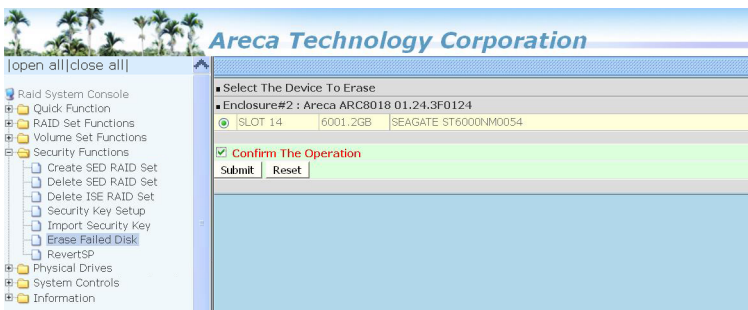 Areca Technology Corporation
|open all|close all|
Raid System Console
Quick Function
RAID Set Functions
Volume Set Functions
Security Functions
Create SED RAID Set
Delete SED RAID Set
Delete ISE RAID Set
Security Key Setup
Import Security Key
Erase Failed Disk
RevertSP
Physical Drives
System Controls
Information
Select The Device To Erase
Enclosure#2 : Areca ARC8018 01.24.3F0124
SLOT 14 6001.2GB SEAGATE ST6000NM0054
Confirm The Operation
Submit Reset